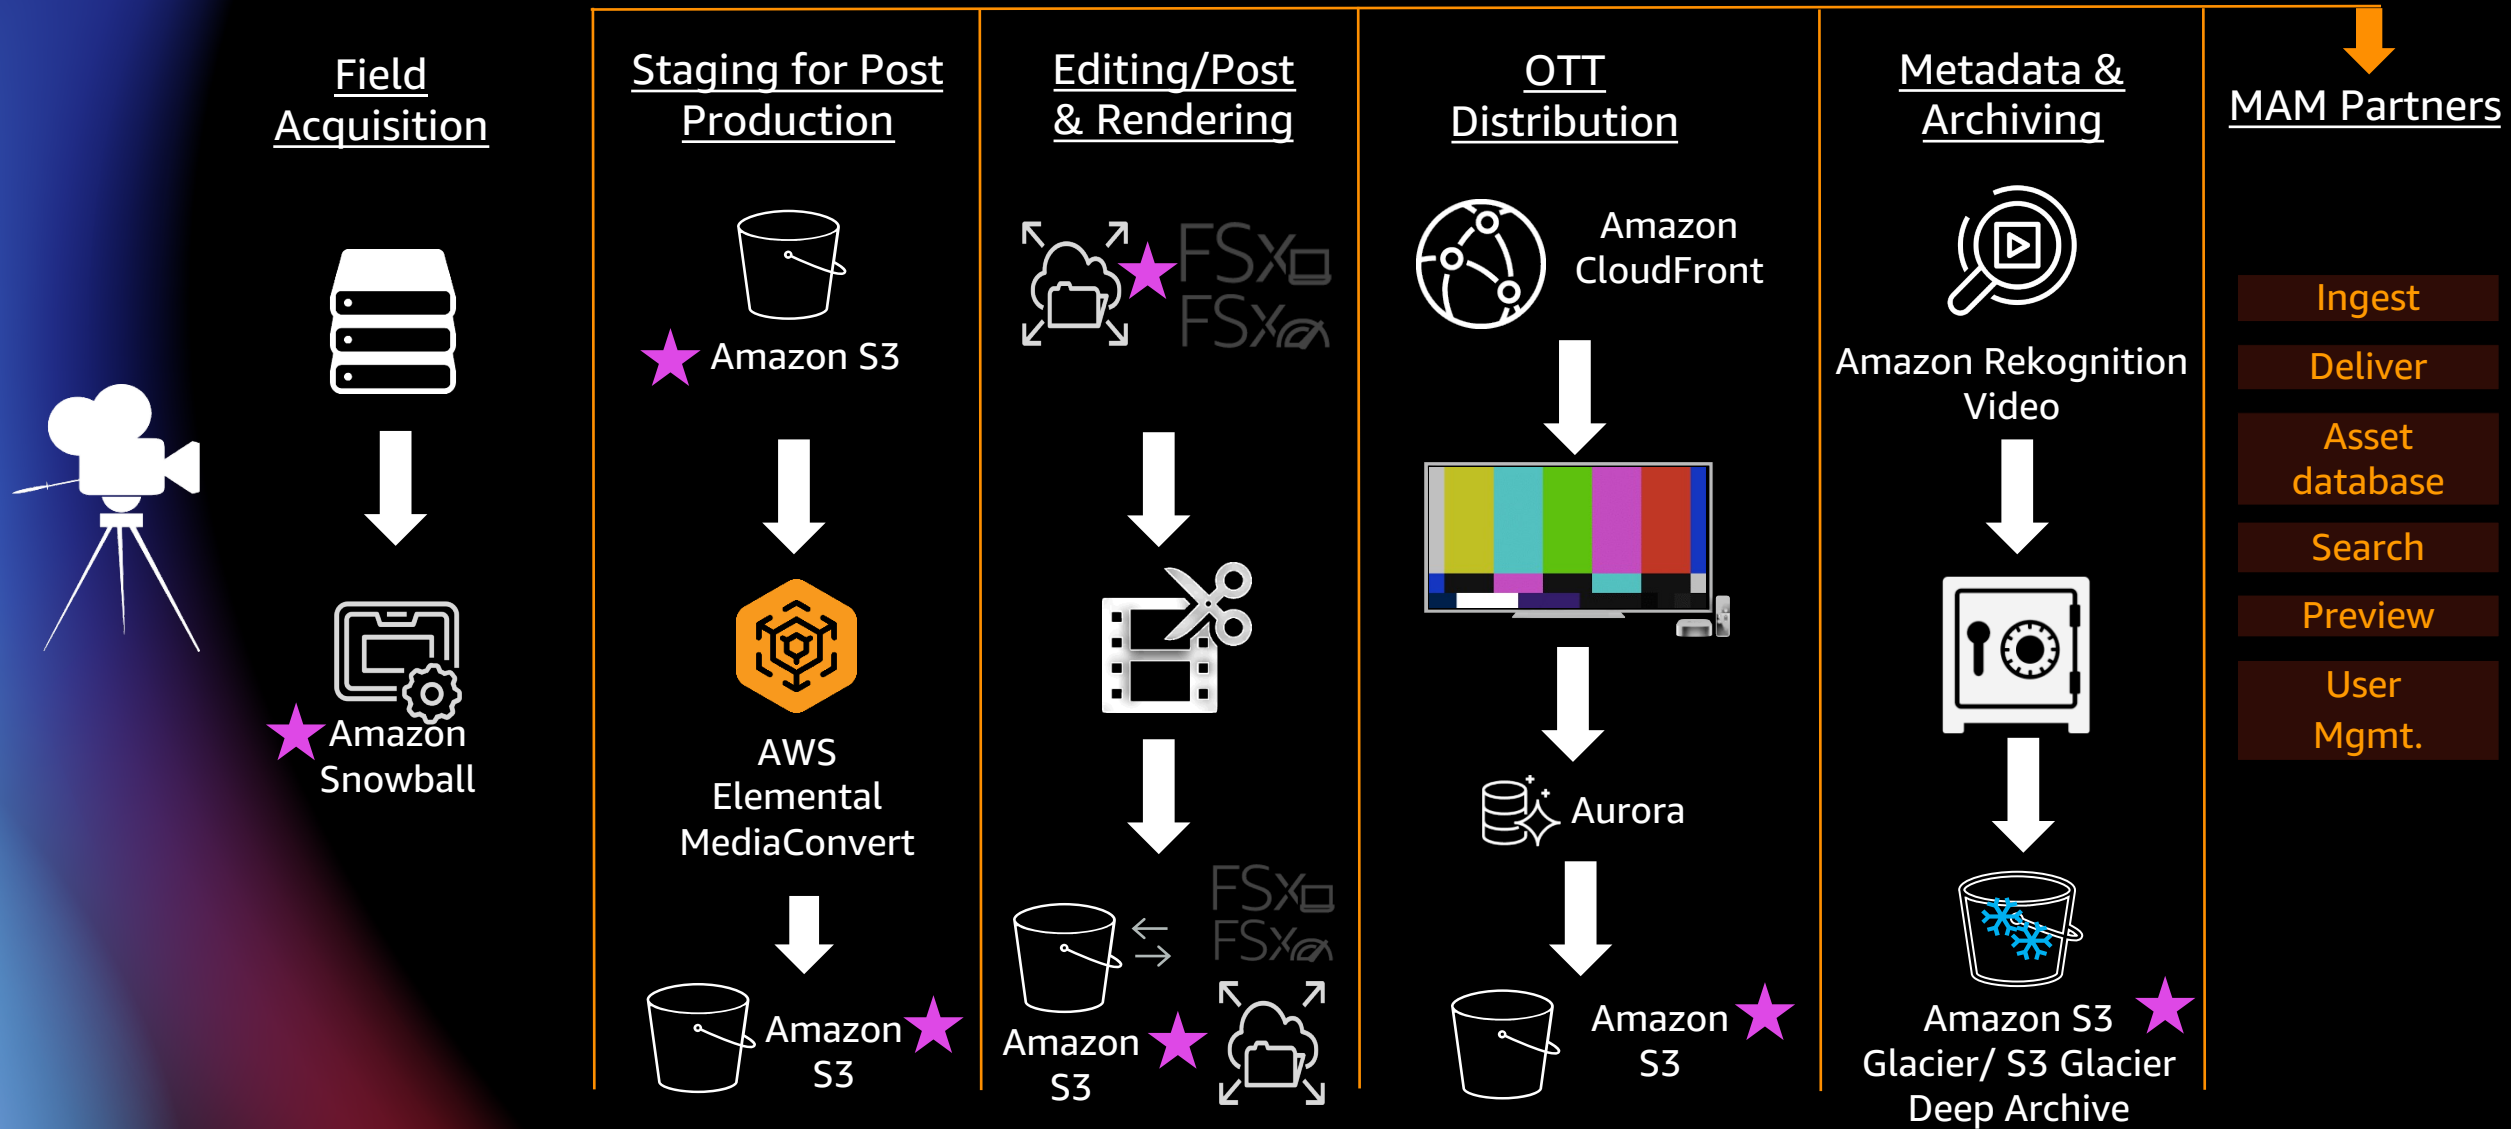 Field
Acquisition
Amazon
Snowball
Staging for Post
Production
Amazon S3
AWS
Elemental
MediaConvert
Amazon
S3
Editing/Post
& Rendering
FSx
FSx
FSx
FSx
Amazon
S3
OTT
Distribution
Amazon
CloudFront
Aurora
Amazon
S3
Metadata &
Archiving
Amazon Rekognition
Video
Amazon S3
Glacier/ S3 Glacier
Deep Archive
MAM Partners
Ingest
Deliver
Asset
database
Search
Preview
User
Mgmt.